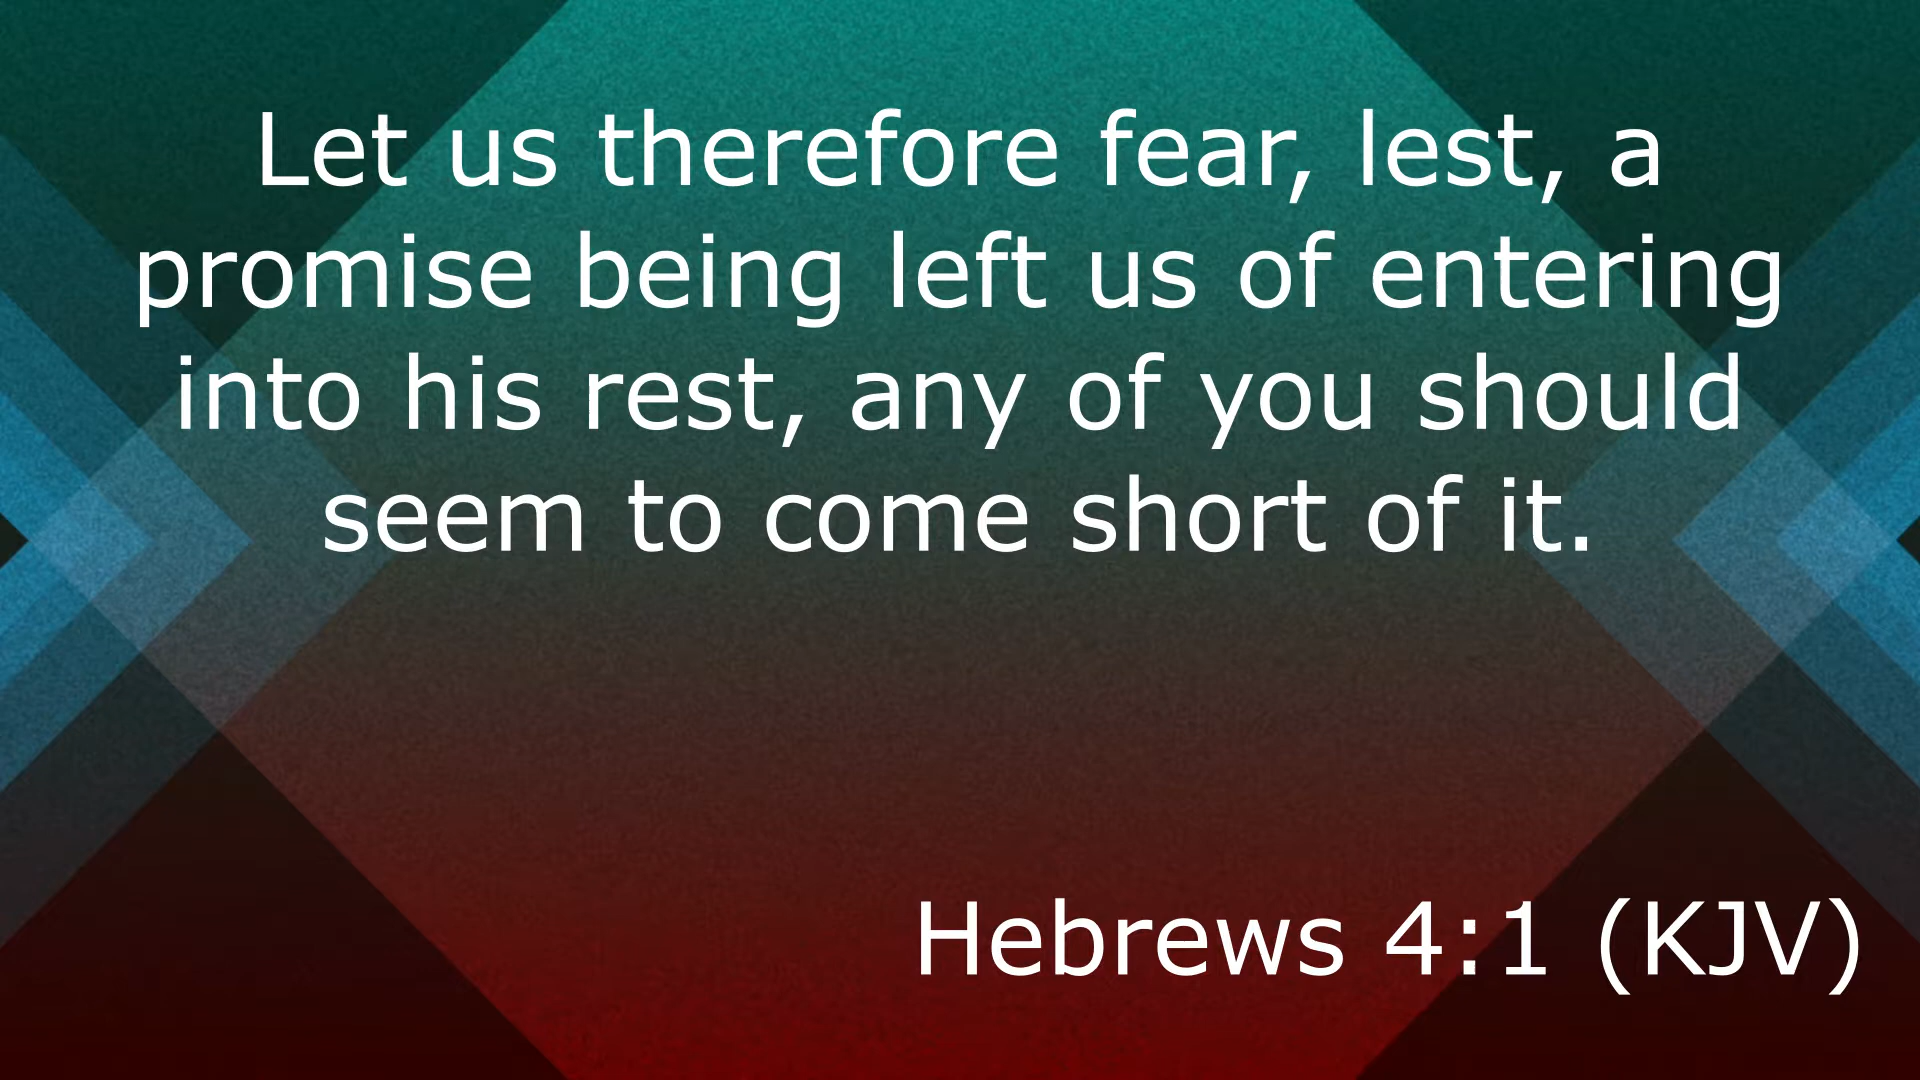 Let us therefore fear, lest, a
promise being left us of entering
into his rest, any of you should
seem to come short of it.
Hebrews 4:1 (KJV)